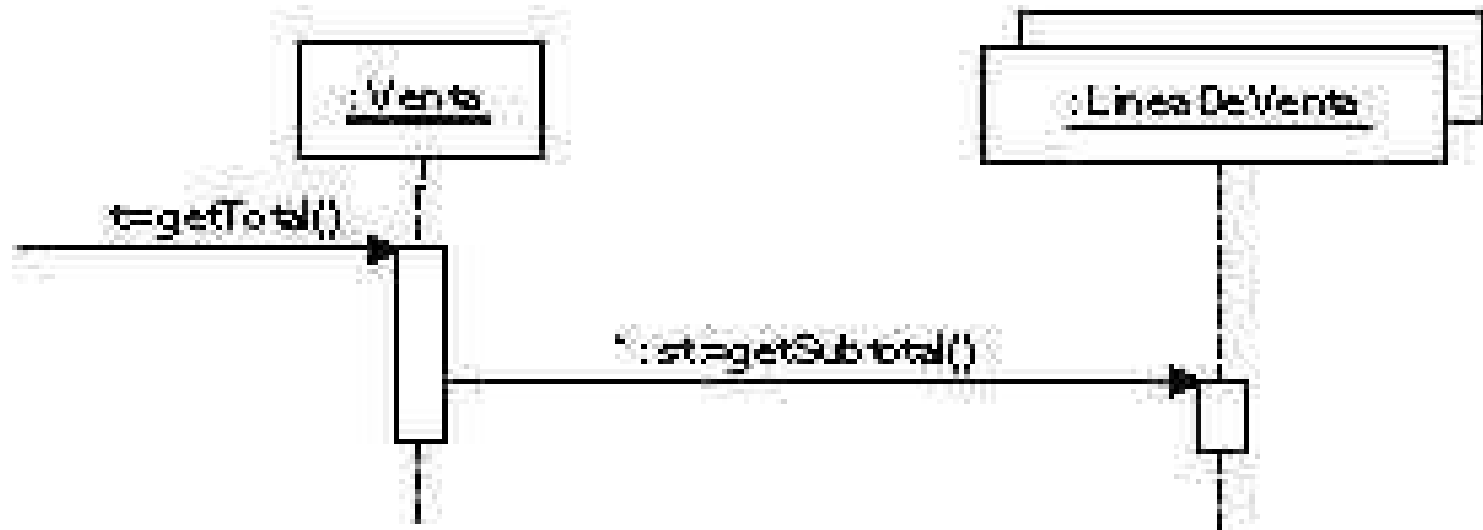 :Venta
:LineaDeVenta
t=getTotal()
* : st:=getSubtotal()